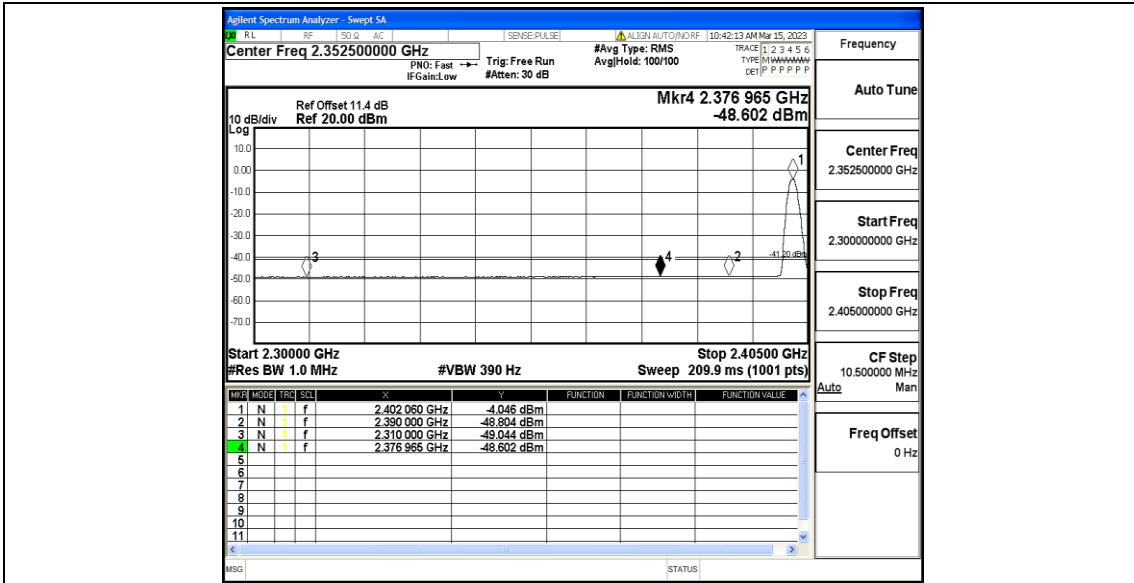 Agilent Spectrum Analyzer - Swept SA
RL RF 50 Ω AC SENSE:PULSE ALIGN AUTO/NO RF 10:42:13 AM Mar 15, 2023
Center Freq 2.352500000 GHz
PNO: Fast
IFGain:Low
Trig: Free Run
#Atten: 30 dB
#Avg Type: RMS
Avg|Hold: 100/100
TRACE 1 2 3 4 5 6
TYPE M WWWWW
DET P P P P P P
Ref Offset 11.4 dB
Ref 20.00 dBm
10 dB/div
Log
Mkr4 2.376 965 GHz
-48.602 dBm
10.0
0.00
-10.0
-20.0
-30.0
-40.0
-50.0
-60.0
-70.0
1
3
4
2
-41.20 dBm
Start 2.30000 GHz
Stop 2.40500 GHz
#Res BW 1.0 MHz #VBW 390 Hz Sweep 209.9 ms (1001 pts)
MKR MODE TRC SCL X Y FUNCTION FUNCTION WIDTH FUNCTION VALUE
1 N 1 f 2.402 060 GHz -4.046 dBm
2 N 1 f 2.390 000 GHz -48.804 dBm
3 N 1 f 2.310 000 GHz -49.044 dBm
4 N 1 f 2.376 965 GHz -48.602 dBm
5
6
7
8
9
10
11
MSG STATUS
Frequency
Auto Tune
Center Freq
2.352500000 GHz
Start Freq
2.300000000 GHz
Stop Freq
2.405000000 GHz
CF Step
10.500000 MHz
Auto Man
Freq Offset
0 Hz